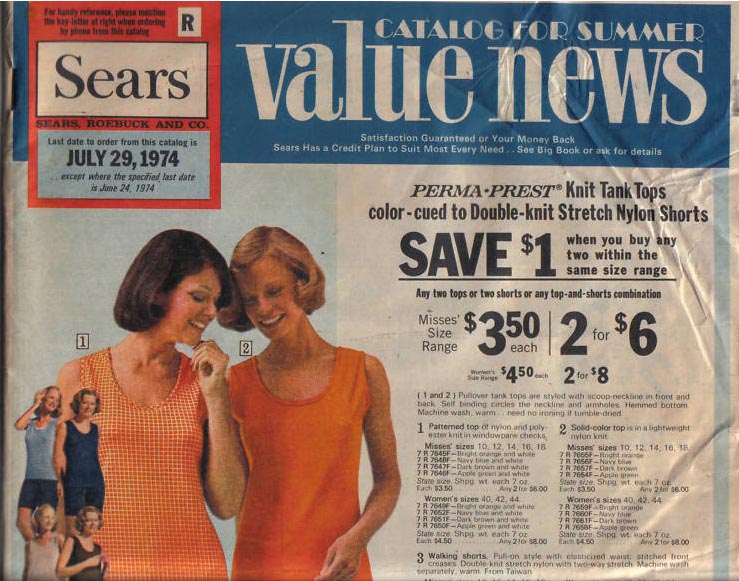 For handy reference, please mention
the key-letter at right when ordering
by phone from this catalog
R
Sears
SEARS, ROEBUCK AND CO.
Last date to order from this catalog is
JULY 29, 1974
. . except where the specified last date
is June 24, 1974
CATALOG FOR SUMMER
value news
Satisfaction Guaranteed or Your Money Back
Sears Has a Credit Plan to Suit Most Every Need . . See Big Book or ask for details
PERMA•PREST® Knit Tank Tops
color-cued to Double-knit Stretch Nylon Shorts
SAVE $1 when you buy any
two within the
same size range
Any two tops or two shorts or any top-and-shorts combination
Misses'
Size
Range
$3.50 each
2 for $6
Women's
Size Range
$4.50 each
2 for $8
1
2
( 1 and 2 ) Pullover tank tops are styled with scoop-neckline in front and
back. Self binding circles the neckline and armholes. Hemmed bottom.
Machine wash, warm . . need no ironing if tumble-dried.
1 Patterned top of nylon and poly-
ester knit in windowpane checks.
Misses' sizes 10, 12, 14, 16, 18.
7 R 7645F—Bright orange and white
7 R 7648F—Navy blue and white
7 R 7647F—Dark brown and white
7 R 7646F—Apple green and white
State size. Shpg. wt. each 7 oz.
Each $3.50 Any 2 for $6.00
Women's sizes 40, 42, 44.
7 R 7649F—Bright orange and white
7 R 7652F—Navy blue and white
7 R 7651F—Dark brown and white
7 R 7650F—Apple green and white
State size. Shpg. wt. each 7 oz.
Each $4.50 Any 2 for $8.00
2 Solid-color top is in a lightweight
nylon knit.
Misses' sizes 10, 12, 14, 16, 18.
7 R 7655F—Bright orange
7 R 7656F—Navy blue
7 R 7657F—Dark brown
7 R 7654F—Apple green
State size. Shpg. wt. each 7 oz.
Each $3.50 Any 2 for $6.00
Women's sizes 40, 42, 44.
7 R 7659F—Bright orange
7 R 7660F—Navy blue
7 R 7661F—Dark brown
7 R 7658F—Apple green
State size. Shpg. wt. each 7 oz.
Each $4.50 Any 2 for $8.00
3 Walking shorts. Pull-on style with elasticized waist, stitched front
creases. Double-knit stretch nylon with two-way stretch. Machine wash
separately, warm. From Taiwan.